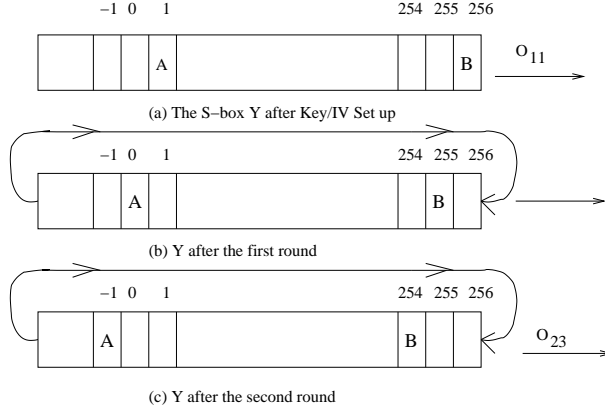 −1 0 1 254 255 256
A B O11
(a) The S−box Y after Key/IV Set up
−1 0 1 254 255 256
A B
(b) Y after the first round
−1 0 1 254 255 256
A B O23
(c) Y after the second round